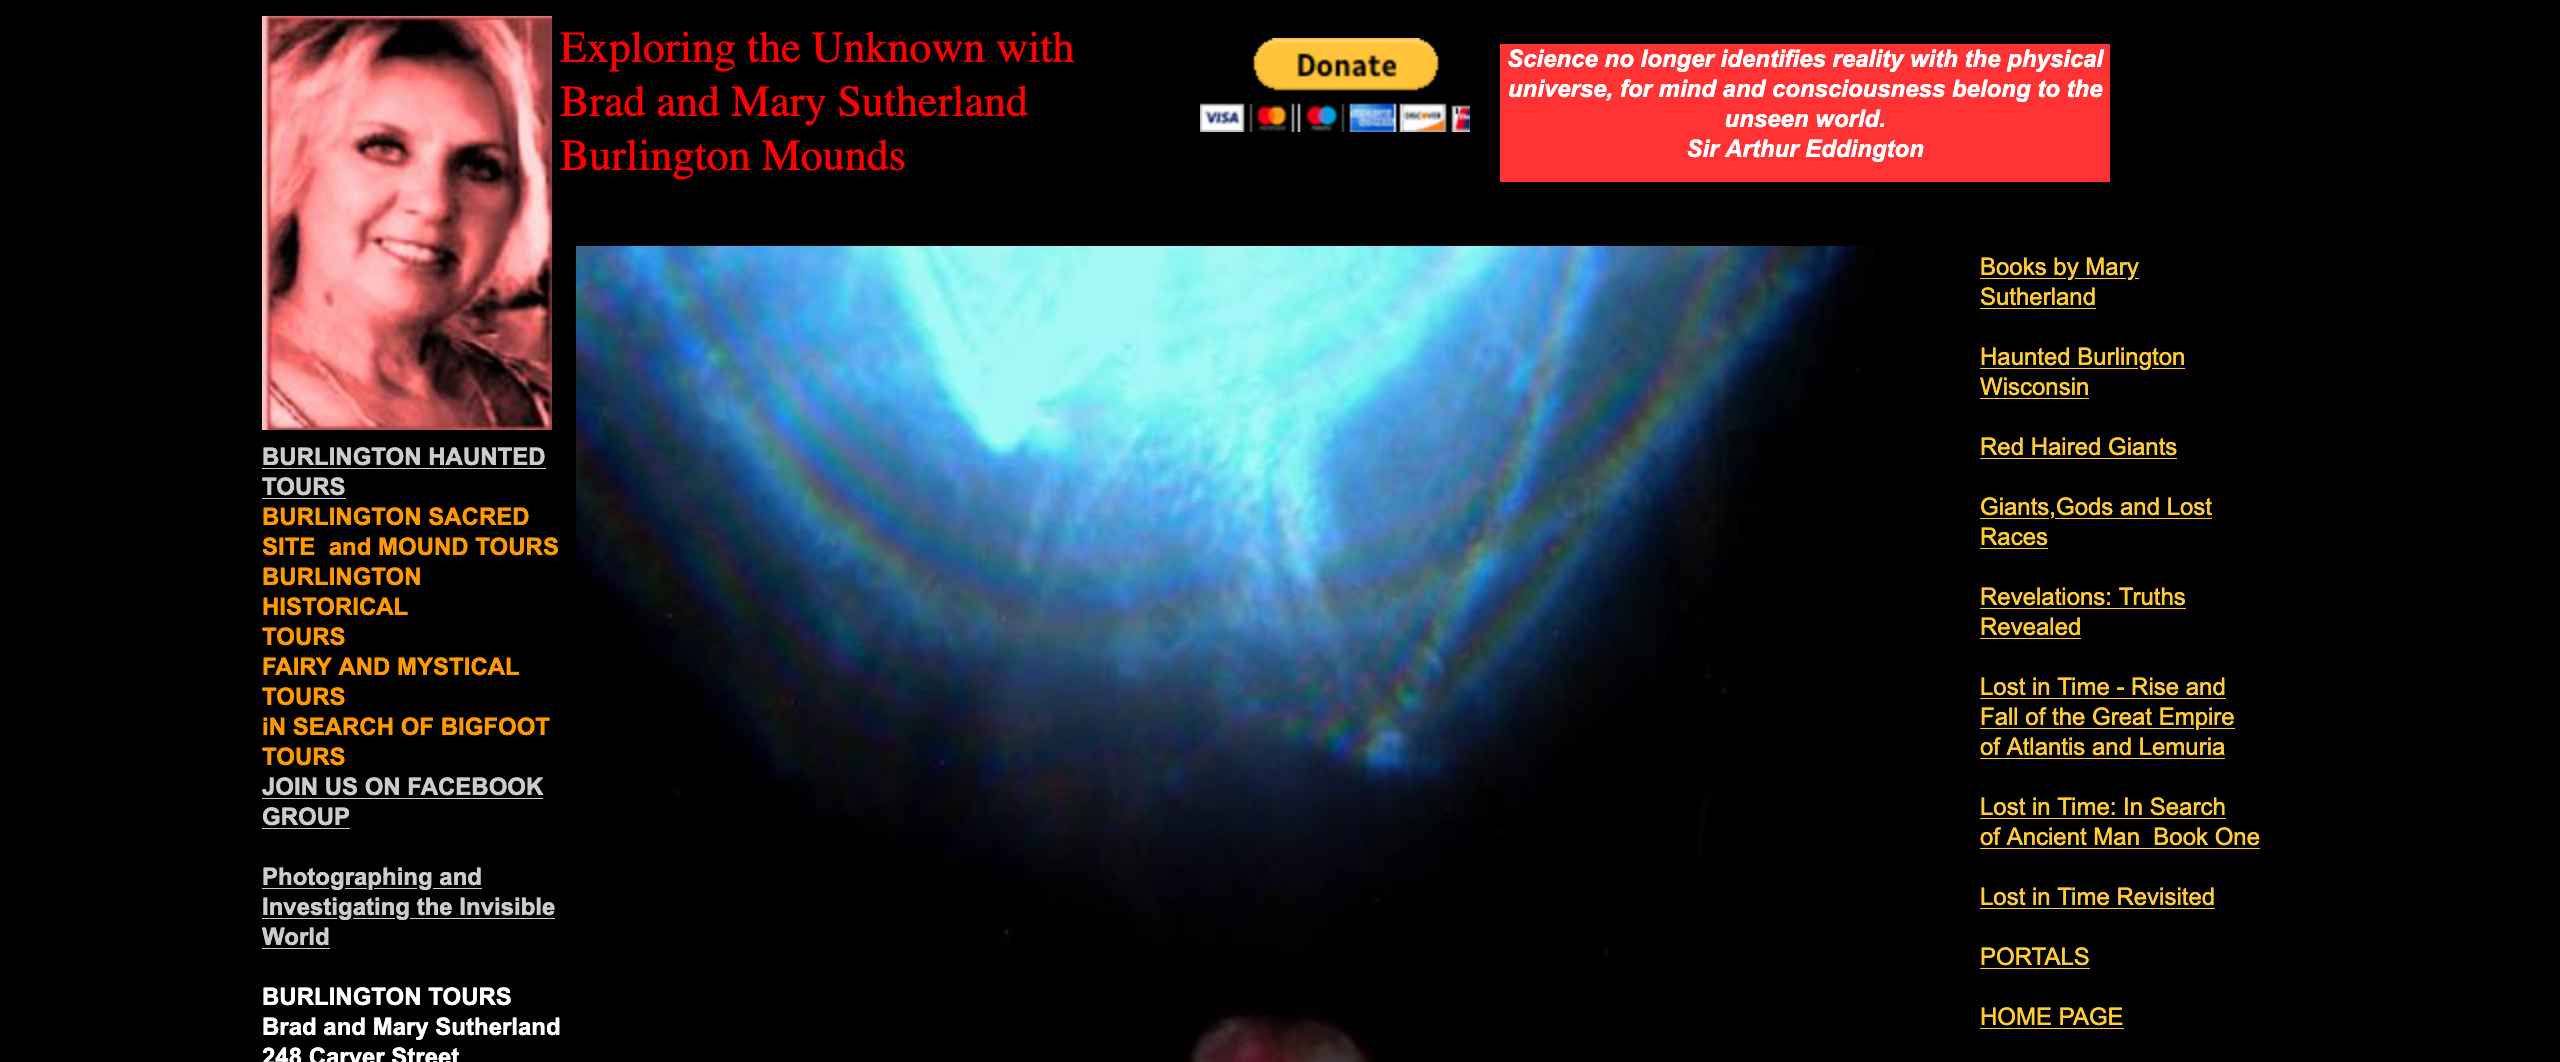 Exploring the Unknown with
Brad and Mary Sutherland
Burlington Mounds
Donate
VISA
DISCOVER
Science no longer identifies reality with the physical
universe, for mind and consciousness belong to the
unseen world.
Sir Arthur Eddington
BURLINGTON HAUNTED
TOURS
BURLINGTON SACRED
SITE  and MOUND TOURS
BURLINGTON
HISTORICAL
TOURS
FAIRY AND MYSTICAL
TOURS
iN SEARCH OF BIGFOOT
TOURS
JOIN US ON FACEBOOK
GROUP
Photographing and
Investigating the Invisible
World
BURLINGTON TOURS
Brad and Mary Sutherland
248 Carver Street
Books by Mary
Sutherland
Haunted Burlington
Wisconsin
Red Haired Giants
Giants,Gods and Lost
Races
Revelations: Truths
Revealed
Lost in Time - Rise and
Fall of the Great Empire
of Atlantis and Lemuria
Lost in Time: In Search
of Ancient Man  Book One
Lost in Time Revisited
PORTALS
HOME PAGE